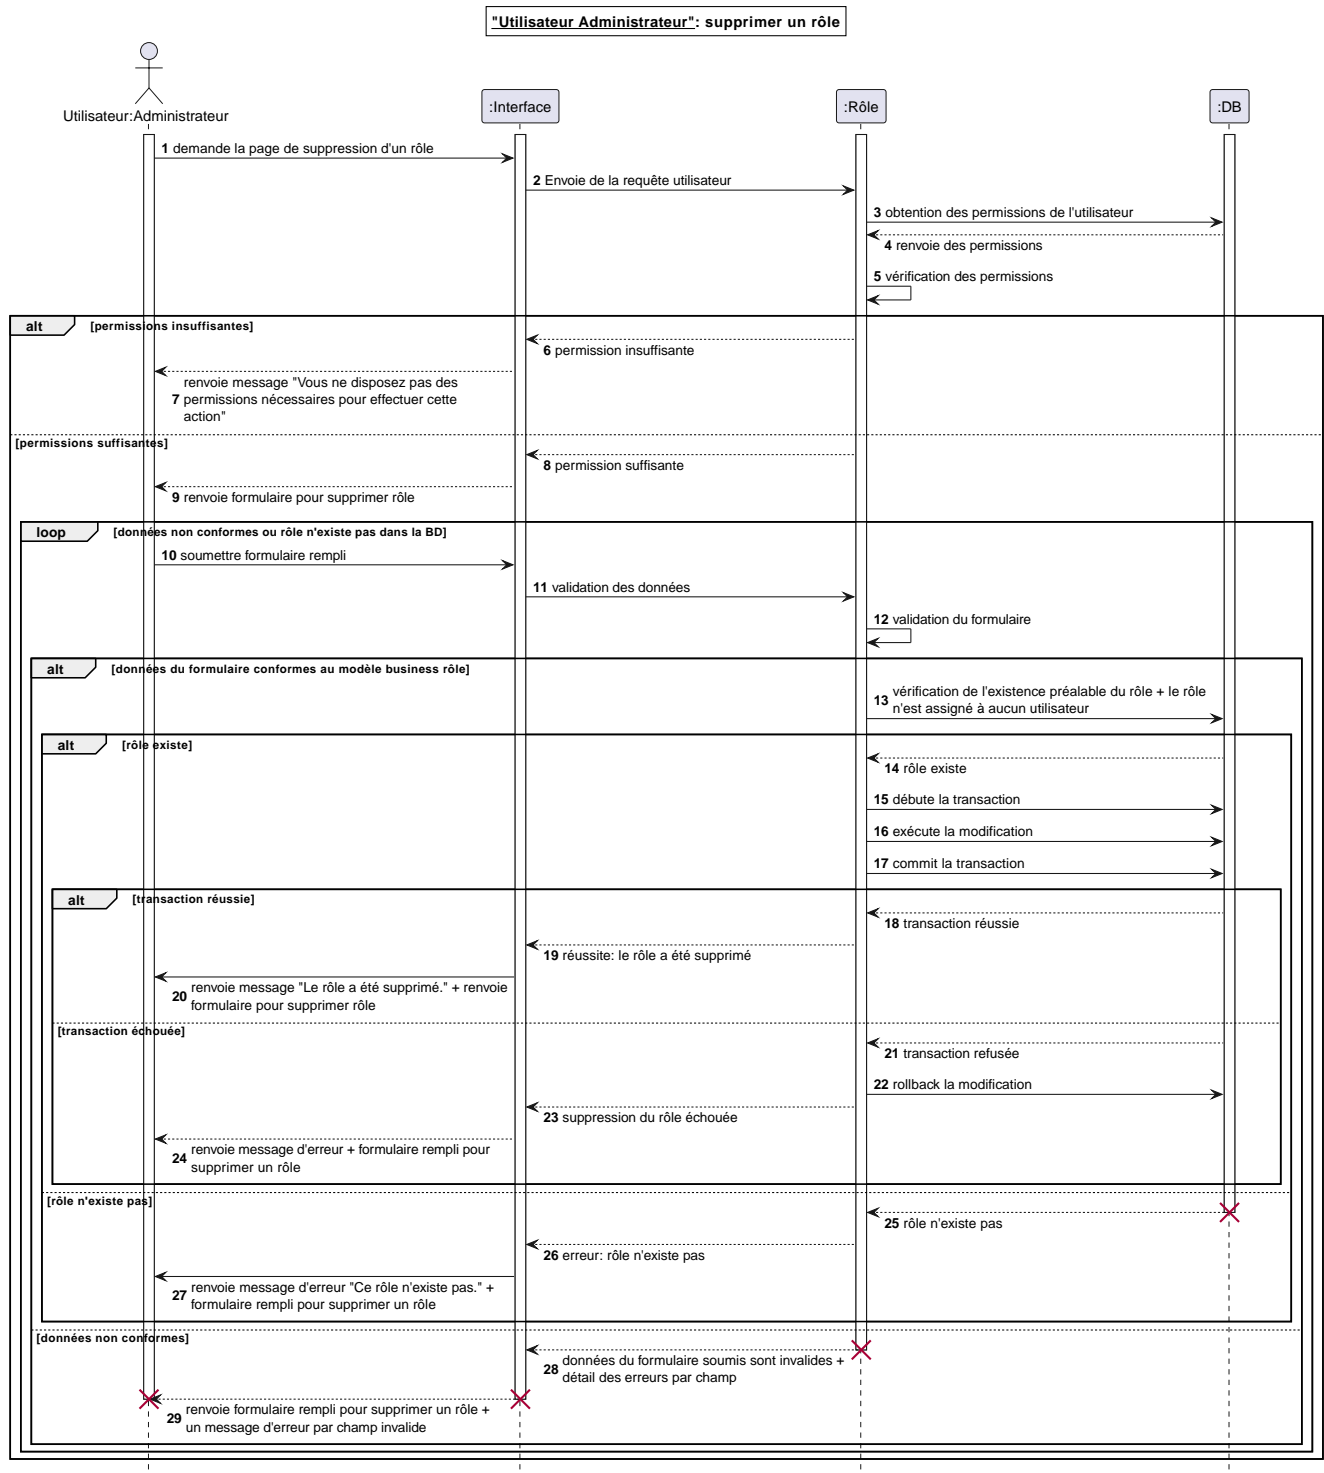 "Utilisateur Administrateur": supprimer un rôle
Utilisateur:Administrateur
:Interface
:Rôle
:DB
1 demande la page de suppression d'un rôle
2 Envoie de la requête utilisateur
3 obtention des permissions de l'utilisateur
4 renvoie des permissions
5 vérification des permissions
alt [permissions insuffisantes]
6 permission insuffisante
renvoie message "Vous ne disposez pas des
7 permissions nécessaires pour effectuer cette
action"
[permissions suffisantes]
8 permission suffisante
9 renvoie formulaire pour supprimer rôle
loop [données non conformes ou rôle n'existe pas dans la BD]
10 soumettre formulaire rempli
11 validation des données
12 validation du formulaire
alt [données du formulaire conformes au modèle business rôle]
13 vérification de l'existence préalable du rôle + le rôle
n'est assigné à aucun utilisateur
alt [rôle existe]
14 rôle existe
15 débute la transaction
16 exécute la modification
17 commit la transaction
alt [transaction réussie]
18 transaction réussie
19 réussite: le rôle a été supprimé
20 renvoie message "Le rôle a été supprimé." + renvoie
formulaire pour supprimer rôle
[transaction échouée]
21 transaction refusée
22 rollback la modification
23 suppression du rôle échouée
24 renvoie message d'erreur + formulaire rempli pour
supprimer un rôle
[rôle n'existe pas]
25 rôle n'existe pas
26 erreur: rôle n'existe pas
27 renvoie message d'erreur "Ce rôle n'existe pas." +
formulaire rempli pour supprimer un rôle
[données non conformes]
28 données du formulaire soumis sont invalides +
détail des erreurs par champ
29 renvoie formulaire rempli pour supprimer un rôle +
un message d'erreur par champ invalide